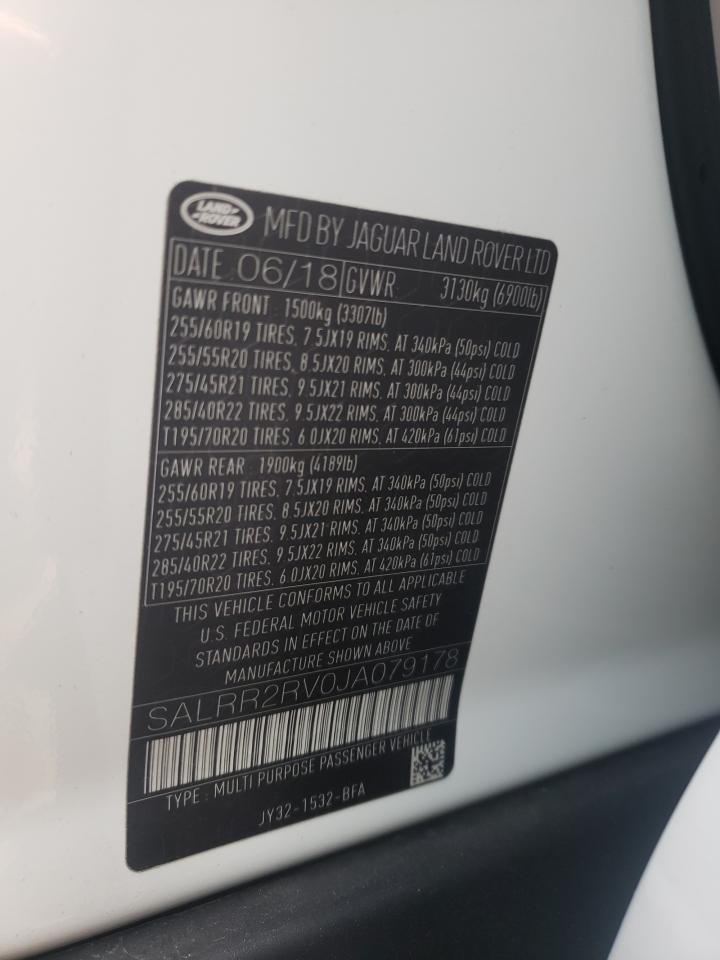 LAND ROVER MFD BY JAGUAR LAND ROVER LTD
DATE 06/18 GVWR 3130kg (6900lb)
GAWR FRONT : 1500kg (3307lb)
255/60R19 TIRES, 7.5JX19 RIMS, AT 340kPa (50psi) COLD
255/55R20 TIRES, 8.5JX20 RIMS, AT 300kPa (44psi) COLD
275/45R21 TIRES, 9.5JX21 RIMS, AT 300kPa (44psi) COLD
285/40R22 TIRES, 9.5JX22 RIMS, AT 300kPa (44psi) COLD
T195/70R20 TIRES, 6.0JX20 RIMS, AT 420kPa (61psi) COLD
GAWR REAR : 1900kg (4189lb)
255/60R19 TIRES, 7.5JX19 RIMS, AT 340kPa (50psi) COLD
255/55R20 TIRES, 8.5JX20 RIMS, AT 340kPa (50psi) COLD
275/45R21 TIRES, 9.5JX21 RIMS, AT 340kPa (50psi) COLD
285/40R22 TIRES, 9.5JX22 RIMS, AT 340kPa (50psi) COLD
T195/70R20 TIRES, 6.0JX20 RIMS, AT 420kPa (61psi) COLD
THIS VEHICLE CONFORMS TO ALL APPLICABLE
U.S. FEDERAL MOTOR VEHICLE SAFETY
STANDARDS IN EFFECT ON THE DATE OF
MANUFACTURE SHOWN ABOVE
SALRR2RV0JA079178
TYPE : MULTI PURPOSE PASSENGER VEHICLE
JY32-1532-BFA